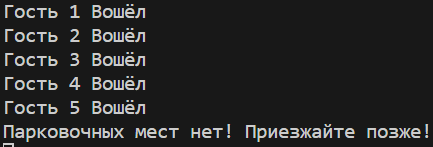 Гость 1 Вошёл
Гость 2 Вошёл
Гость 3 Вошёл
Гость 4 Вошёл
Гость 5 Вошёл
Парковочных мест нет! Приезжайте позже!